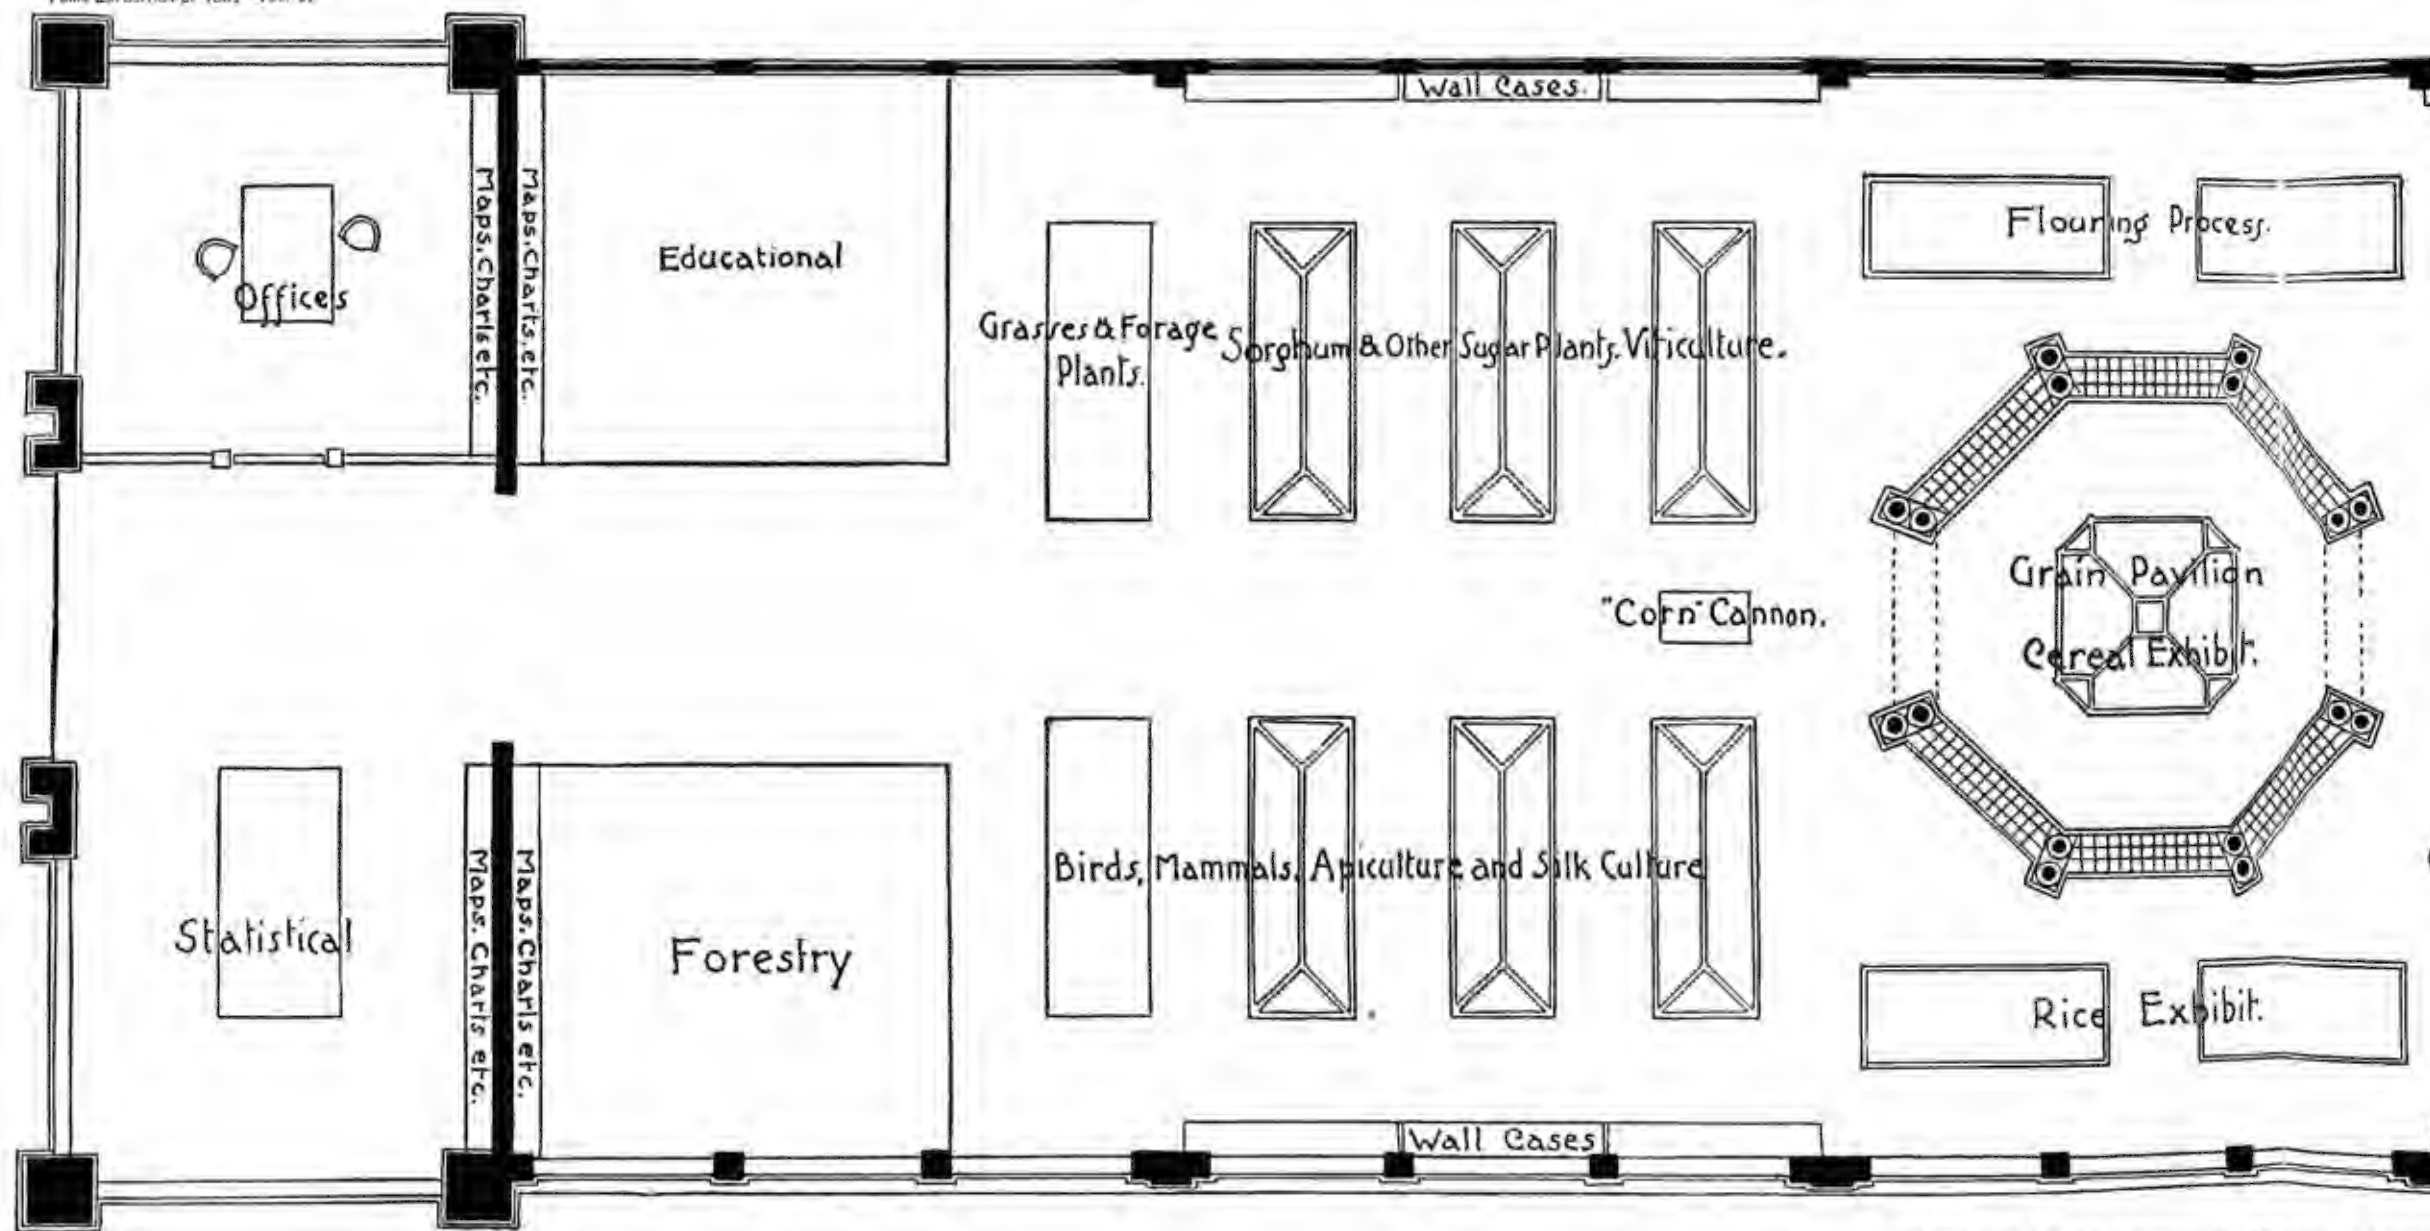 Wall Cases.
Offices
Maps. Charts etc.
Maps. Charts. etc.
Educational
Grasses & Forage
Plants.
Sorghum & Other Sugar Plants. Viticulture.
Flouring Process.
"Corn" Cannon.
Grain Pavilion
Cereal Exhibit.
Statistical
Maps. Charts etc.
Maps. Charts etc.
Forestry
Birds, Mammals, Apiculture and Silk Culture
Rice Exhibit.
Wall Cases